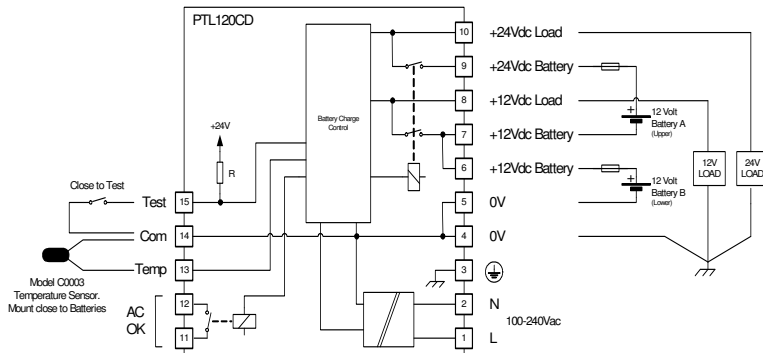 PTL120CD
10 +24Vdc Load
9 +24Vdc Battery
8 +12Vdc Load
7 +12Vdc Battery
6 +12Vdc Battery
5 0V
4 0V
3
2 N
1 L
100-240Vac
Battery Charge
Control
+24V
R
Close to Test
Test 15
Com 14
Temp 13
12
11
AC
OK
Model C0003
Temperature Sensor.
Mount close to Batteries
+
12 Volt
Battery A
(Upper)
+
12 Volt
Battery B
(Lower)
12V
LOAD
24V
LOAD